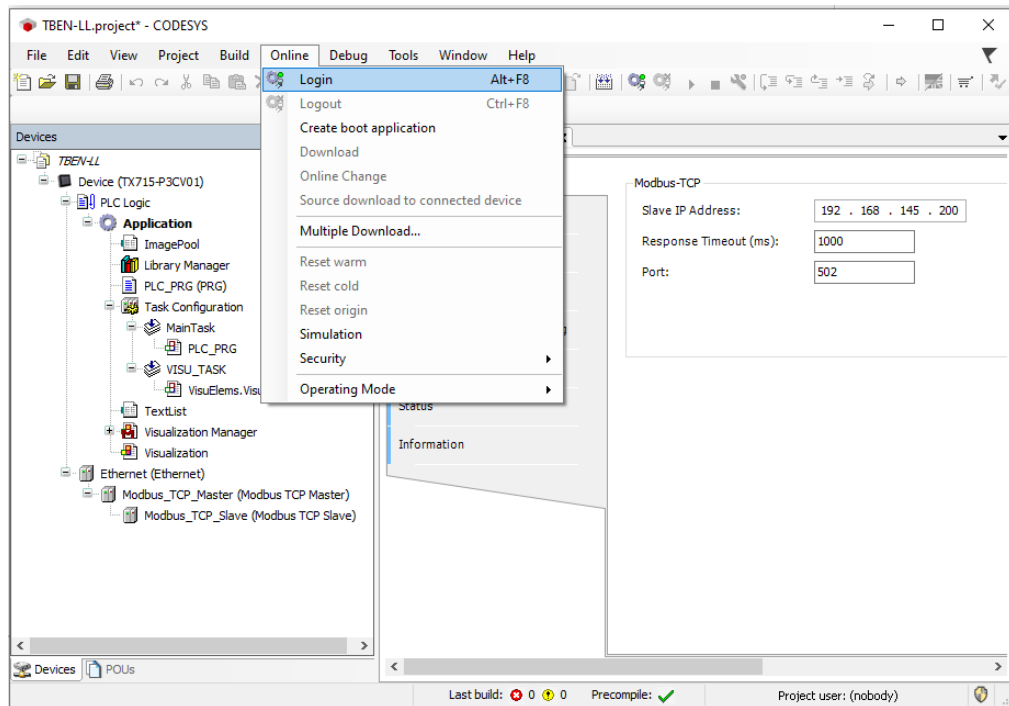 TBEN-LL.project* - CODESYS
File Edit View Project Build Online Debug Tools Window Help
Login Alt+F8
Logout Ctrl+F8
Create boot application
Download
Online Change
Source download to connected device
Multiple Download...
Reset warm
Reset cold
Reset origin
Simulation
Security
Operating Mode
Devices
TBEN-LL
Device (TX715-P3CV01)
PLC Logic
Application
ImagePool
Library Manager
PLC_PRG (PRG)
Task Configuration
MainTask
PLC_PRG
VISU_TASK
VisuElems.Visu
TextList
Visualization Manager
Visualization
Ethernet (Ethernet)
Modbus_TCP_Master (Modbus TCP Master)
Modbus_TCP_Slave (Modbus TCP Slave)
Status
Information
Modbus-TCP
Slave IP Address: 192 . 168 . 145 . 200
Response Timeout (ms): 1000
Port: 502
Devices POUs
Last build: 0 0 Precompile: Project user: (nobody)